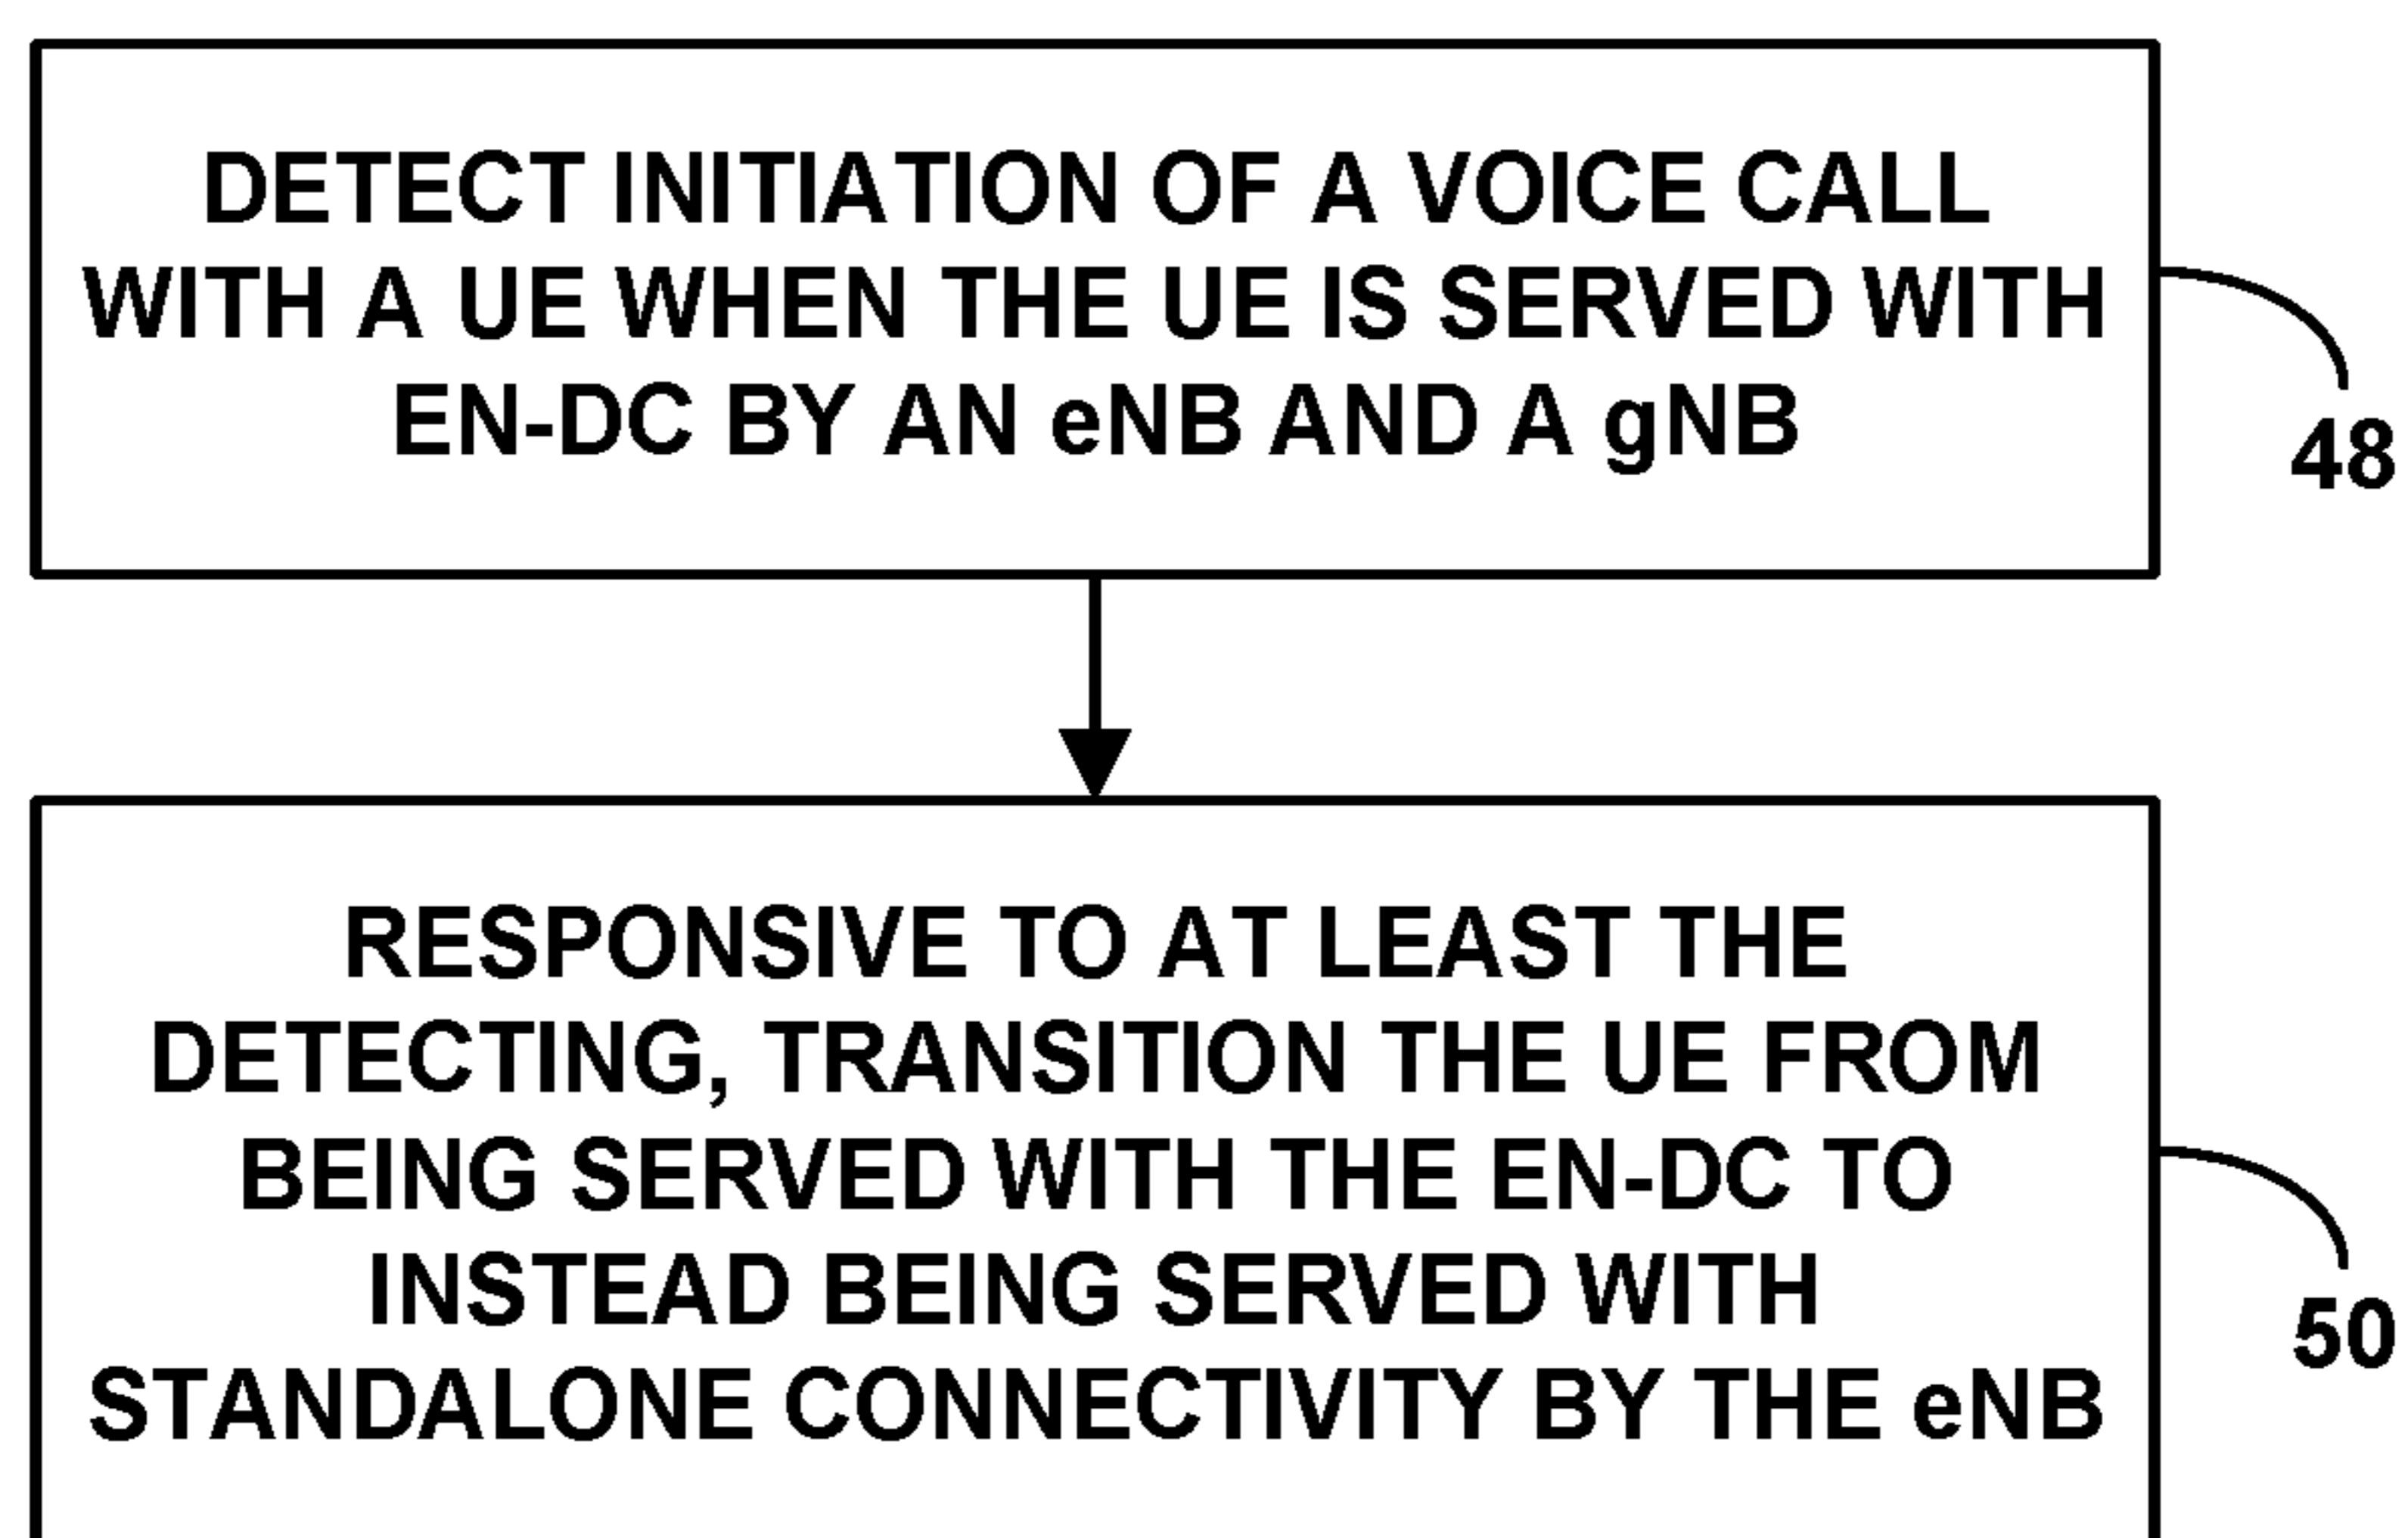 DETECT INITIATION OF A VOICE CALL
WITH A UE WHEN THE UE IS SERVED WITH
EN-DC BY AN eNB AND A gNB
48
RESPONSIVE TO AT LEAST THE
DETECTING, TRANSITION THE UE FROM
BEING SERVED WITH THE EN-DC TO
INSTEAD BEING SERVED WITH
STANDALONE CONNECTIVITY BY THE eNB
50